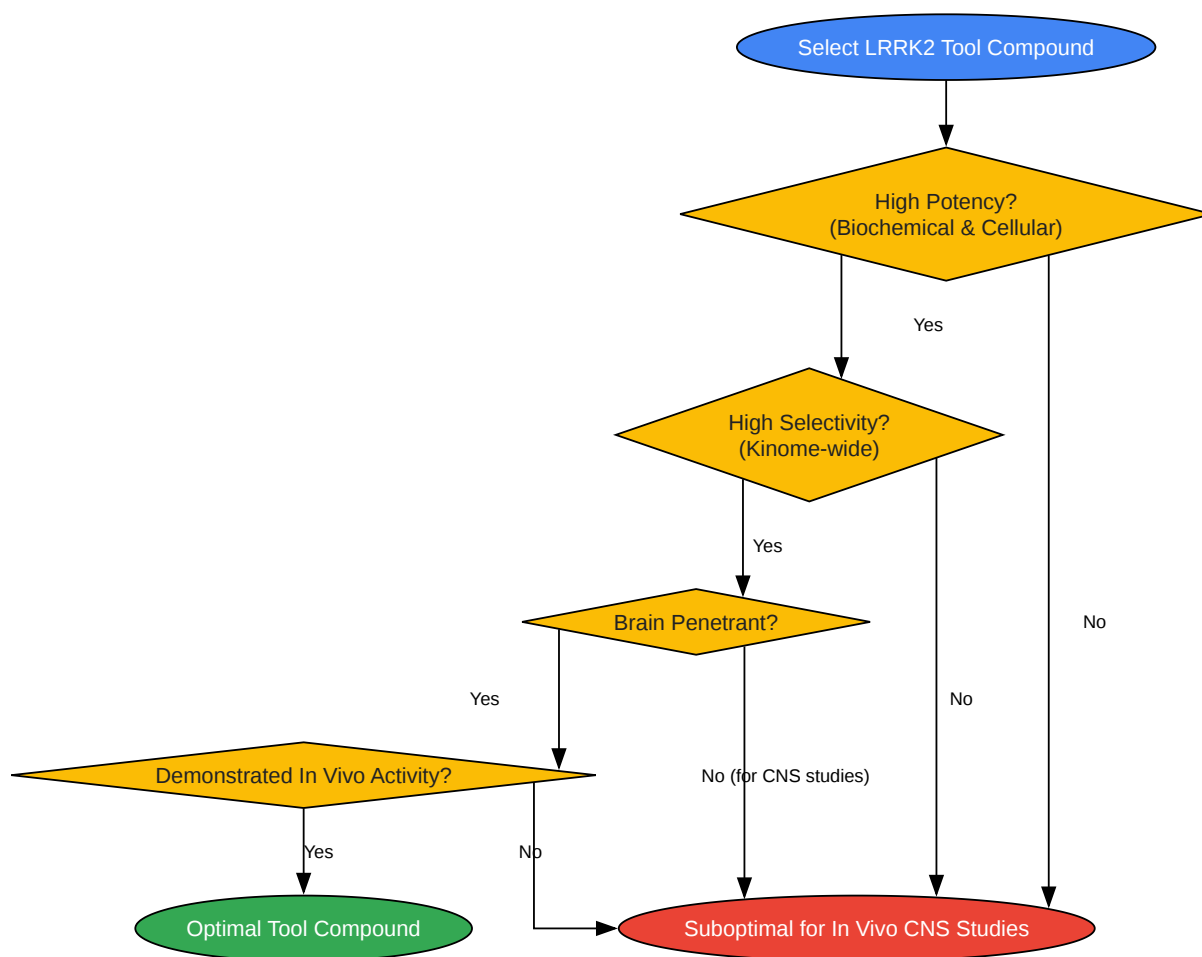 Select LRRK2 Tool Compound
High Potency?
(Biochemical & Cellular)
Yes
High Selectivity?
(Kinome-wide)
Yes
Brain Penetrant?
No
Yes
No
Demonstrated In Vivo Activity?
No (for CNS studies)
Yes
No
Optimal Tool Compound
Suboptimal for In Vivo CNS Studies